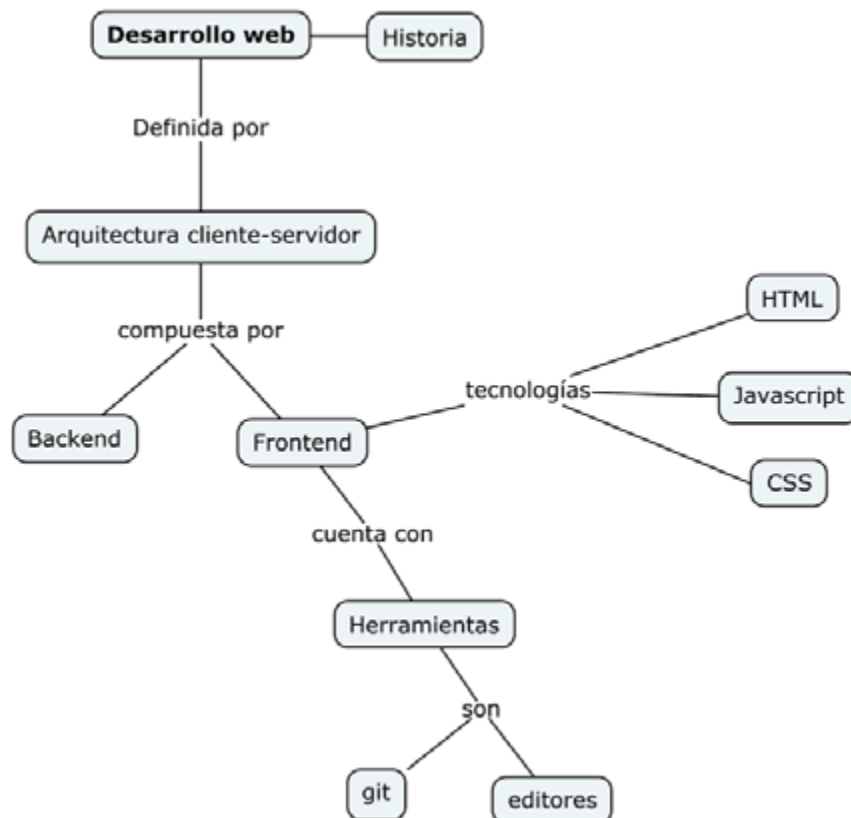 Desarrollo web
Historia
Definida por
Arquitectura cliente-servidor
compuesta por
Backend
Frontend
tecnologías
HTML
Javascript
CSS
cuenta con
Herramientas
son
git
editores